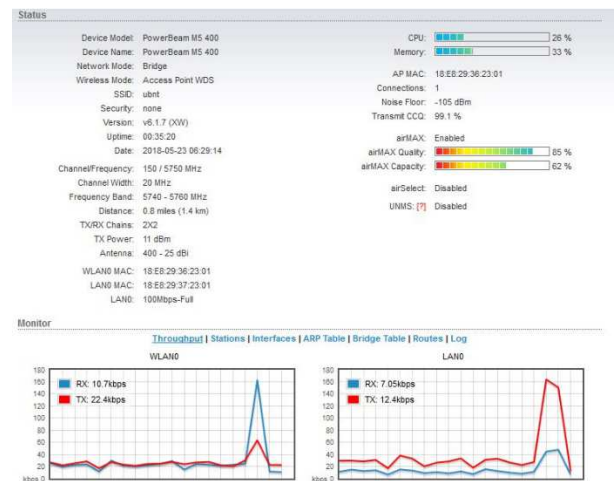 Status
Device Model: PowerBeam M5 400
Device Name: PowerBeam M5 400
Network Mode: Bridge
Wireless Mode: Access Point WDS
SSID: ubnt
Security: none
Version: v6.1.7 (XW)
Uptime: 00:35:20
Date: 2018-05-23 06:29:14
Channel/Frequency: 150 / 5750 MHz
Channel Width: 20 MHz
Frequency Band: 5740 - 5760 MHz
Distance: 0.8 miles (1.4 km)
TX/RX Chains: 2X2
TX Power: 11 dBm
Antenna: 400 - 25 dBi
WLAN0 MAC: 18:E8:29:36:23:01
LAN0 MAC: 18:E8:29:37:23:01
LAN0: 100Mbps-Full
CPU: 26 %
Memory: 33 %
AP MAC: 18:E8:29:36:23:01
Connections: 1
Noise Floor: -105 dBm
Transmit CCQ: 99.1 %
airMAX: Enabled
airMAX Quality: 85 %
airMAX Capacity: 62 %
airSelect: Disabled
UNMS: [?] Disabled
Monitor
Throughput | Stations | Interfaces | ARP Table | Bridge Table | Routes | Log
WLAN0
180
160
140
120
100
80
60
40
20
kbps 0
RX: 10.7kbps
TX: 22.4kbps
LAN0
180
160
140
120
100
80
60
40
20
kbps 0
RX: 7.05kbps
TX: 12.4kbps